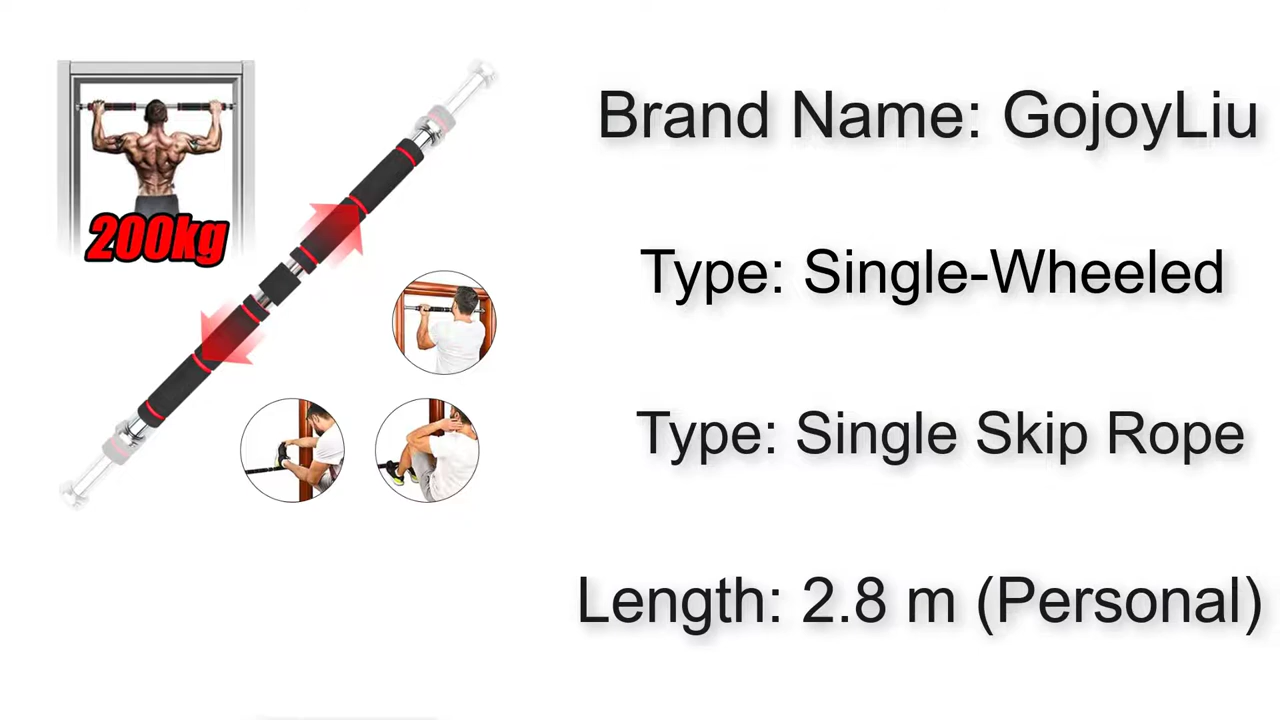 200kg
Brand Name: GojoyLiu
Type: Single-Wheeled
Type: Single Skip Rope
Length: 2.8 m (Personal)